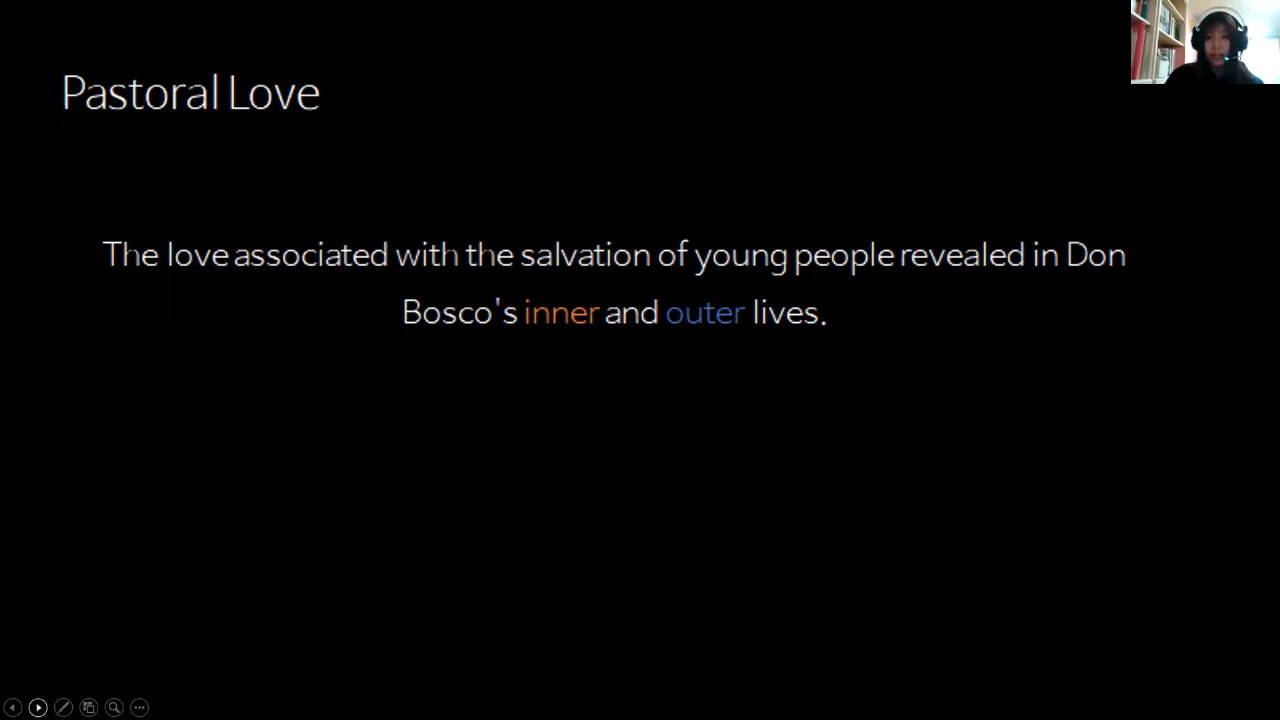 Pastoral Love
The love associated with the salvation of young people revealed in Don
Bosco's inner and outer lives.